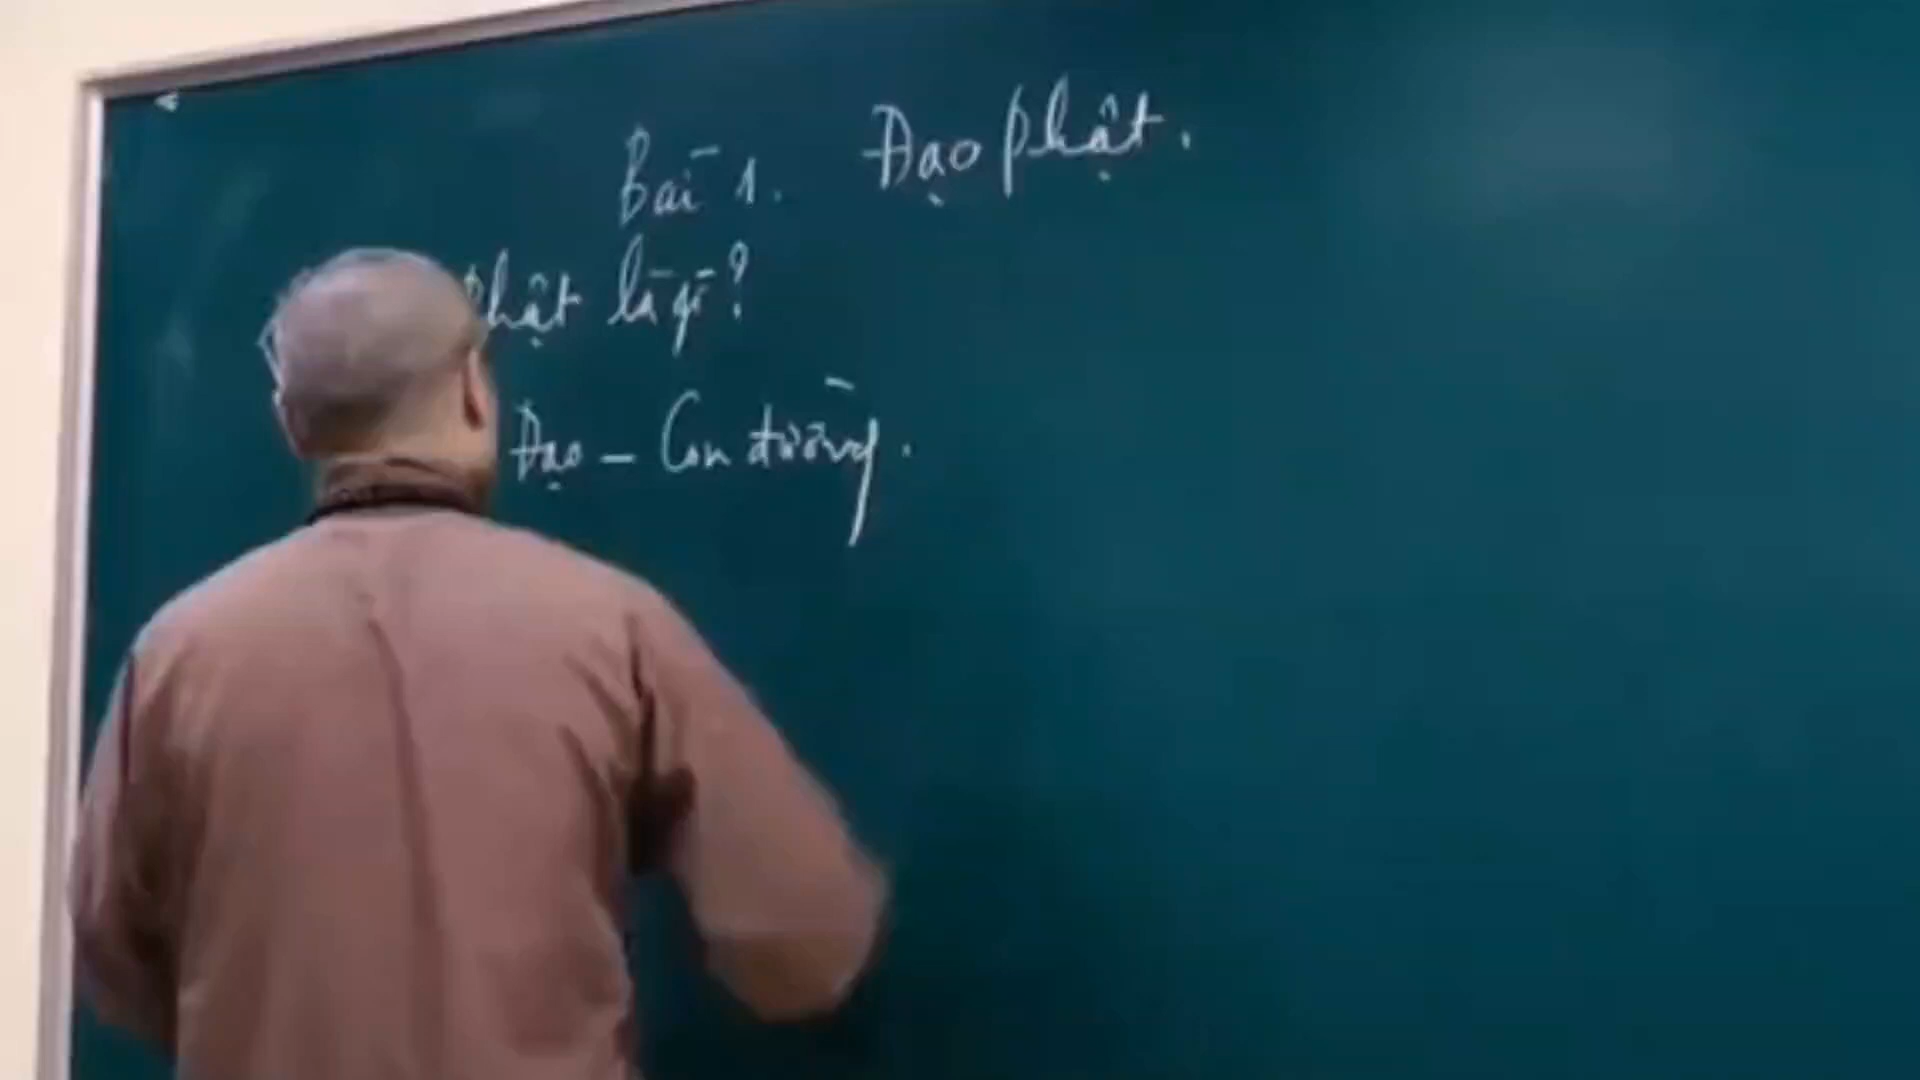 Bài 1. Đạo Phật.
Phật là gì?
Đạo - Con đường.